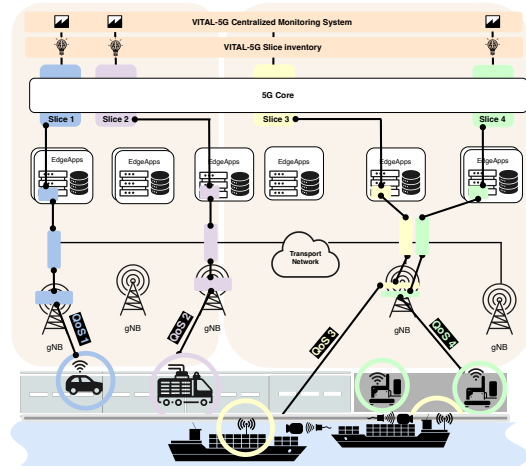 VITAL-5G Centralized Monitoring System
VITAL-5G Slice inventory
5G Core
Slice 1
Slice 2
Slice 3
Slice 4
EdgeApps
EdgeApps
EdgeApps
EdgeApps
EdgeApps
EdgeApps
Transport
Network
gNB
gNB
gNB
gNB
gNB
QoS 1
QoS 2
QoS 3
QoS 4